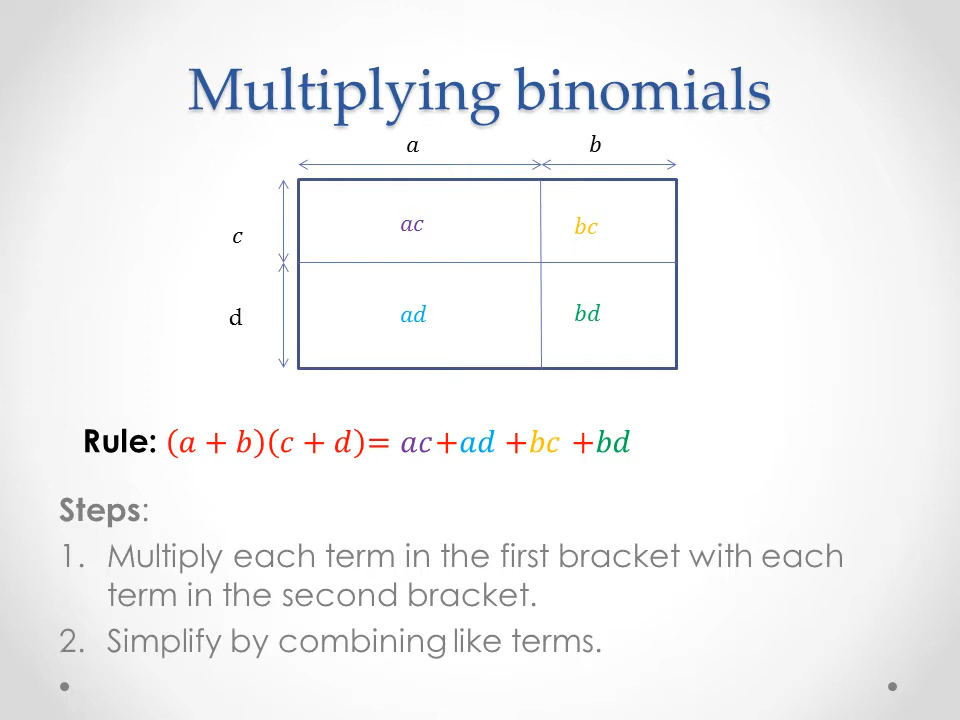 Multiplying binomials
a b
c ac bc
d ad bd
Rule: (a + b)(c + d)= ac+ad +bc +bd
Steps:
1. Multiply each term in the first bracket with each
term in the second bracket.
2. Simplify by combining like terms.